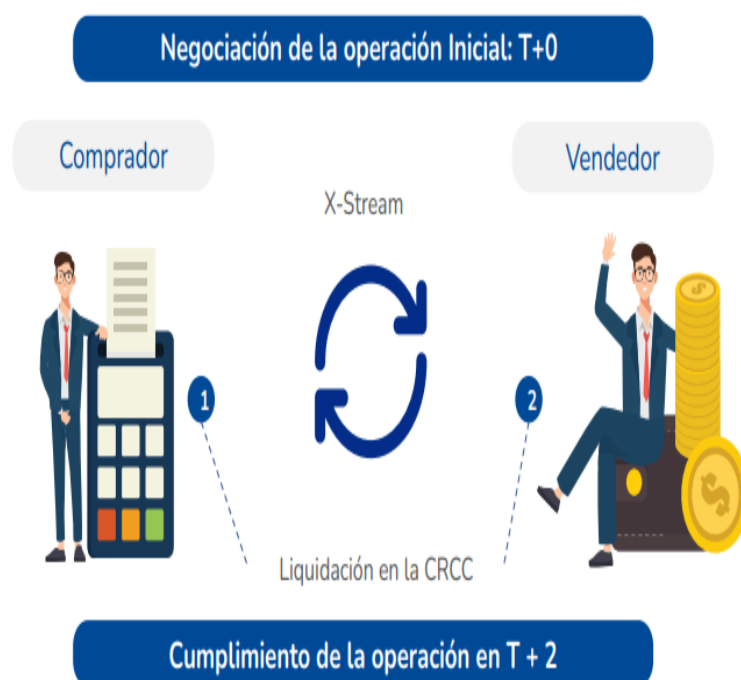 Negociación de la operación Inicial: T+0
Comprador
Vendedor
X-Stream
1
2
Liquidación en la CRCC
Cumplimiento de la operación en T + 2